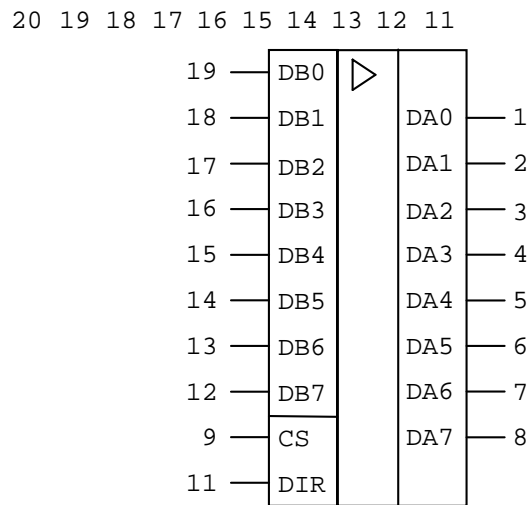 20 19 18 17 16 15 14 13 12 11
19 DB0
18 DB1 DA0 1
17 DB2 DA1 2
16 DB3 DA2 3
15 DB4 DA3 4
14 DB5 DA4 5
13 DB6 DA5 6
12 DB7 DA6 7
9 CS DA7 8
11 DIR